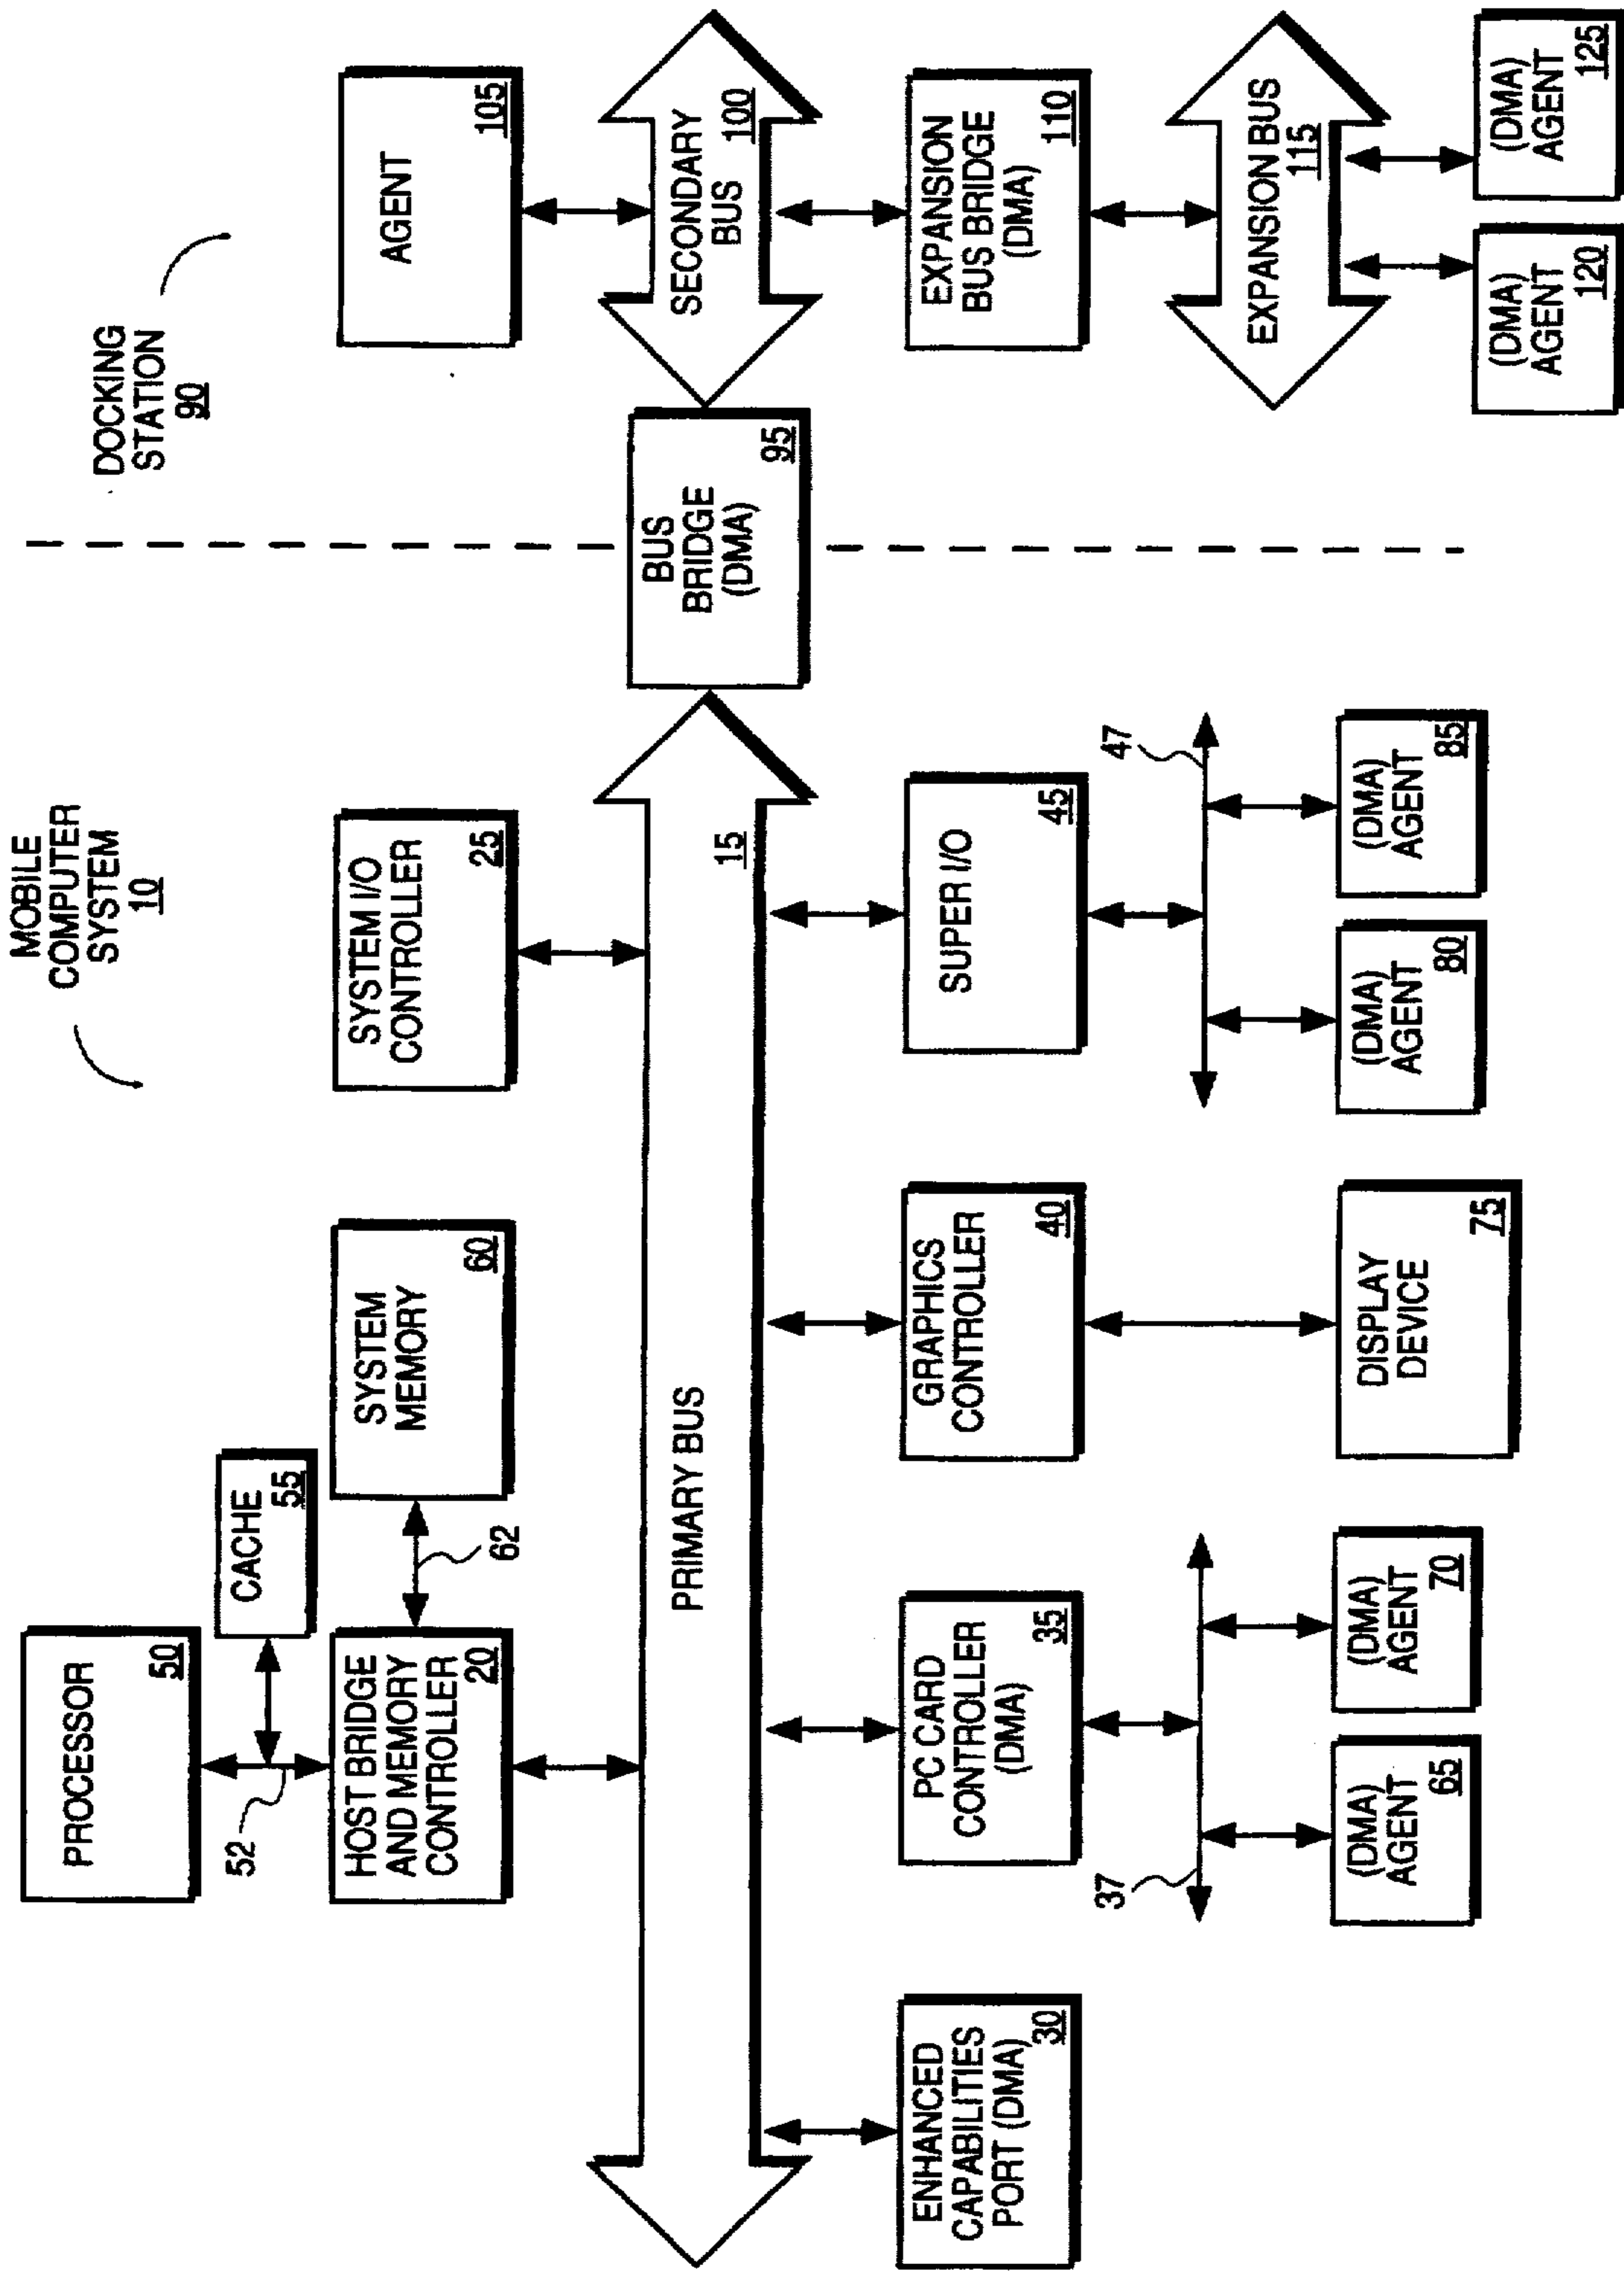 MOBILE
COMPUTER
SYSTEM
10
DOCKING
STATION
90
PROCESSOR
50
CACHE
55
52
HOST BRIDGE
AND MEMORY
CONTROLLER
20
62
SYSTEM
MEMORY
60
SYSTEM I/O
CONTROLLER
25
AGENT
105
PRIMARY BUS
15
BUS
BRIDGE
(DMA)
95
SECONDARY
BUS
100
ENHANCED
CAPABILITIES
PORT (DMA)
30
PC CARD
CONTROLLER
(DMA)
35
GRAPHICS
CONTROLLER
40
SUPER I/O
45
EXPANSION
BUS BRIDGE
(DMA)
110
37
47
EXPANSION BUS
115
(DMA)
AGENT
65
(DMA)
AGENT
70
DISPLAY
DEVICE
75
(DMA)
AGENT
80
(DMA)
AGENT
85
(DMA)
AGENT
120
(DMA)
AGENT
125